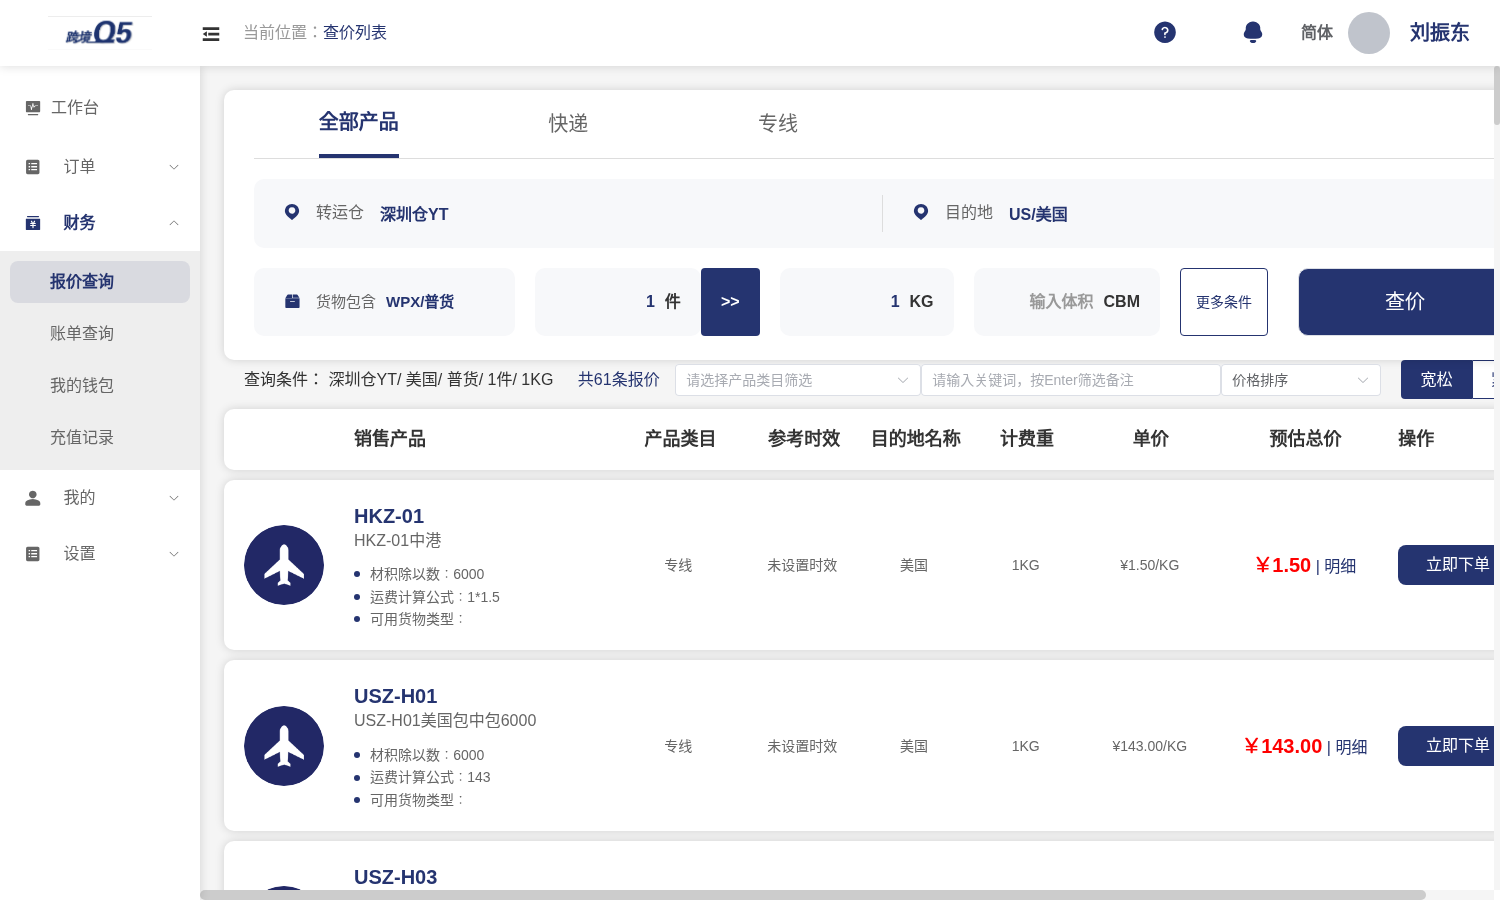 跨境Q5
当前位置：查价列表
简体
刘振东
工作台
订单
财务
报价查询
账单查询
我的钱包
充值记录
我的
设置
全部产品 快递 专线
转运仓 深圳仓YT 目的地 US/美国
货物包含 WPX/普货 1 件 >> 1 KG 输入体积 CBM 更多条件 查价
查询条件： 深圳仓YT/ 美国/ 普货/ 1件/ 1KG 共61条报价 请选择产品类目筛选 请输入关键词，按Enter筛选备注 价格排序 宽松
销售产品 产品类目 参考时效 目的地名称 计费重 单价 预估总价 操作
HKZ-01
HKZ-01中港
材积除以数：6000
运费计算公式：1*1.5
可用货物类型：
专线 未设置时效 美国 1KG ¥1.50/KG ￥1.50 | 明细 立即下单
USZ-H01
USZ-H01美国包中包6000
材积除以数：6000
运费计算公式：143
可用货物类型：
专线 未设置时效 美国 1KG ¥143.00/KG ￥143.00 | 明细 立即下单
USZ-H03